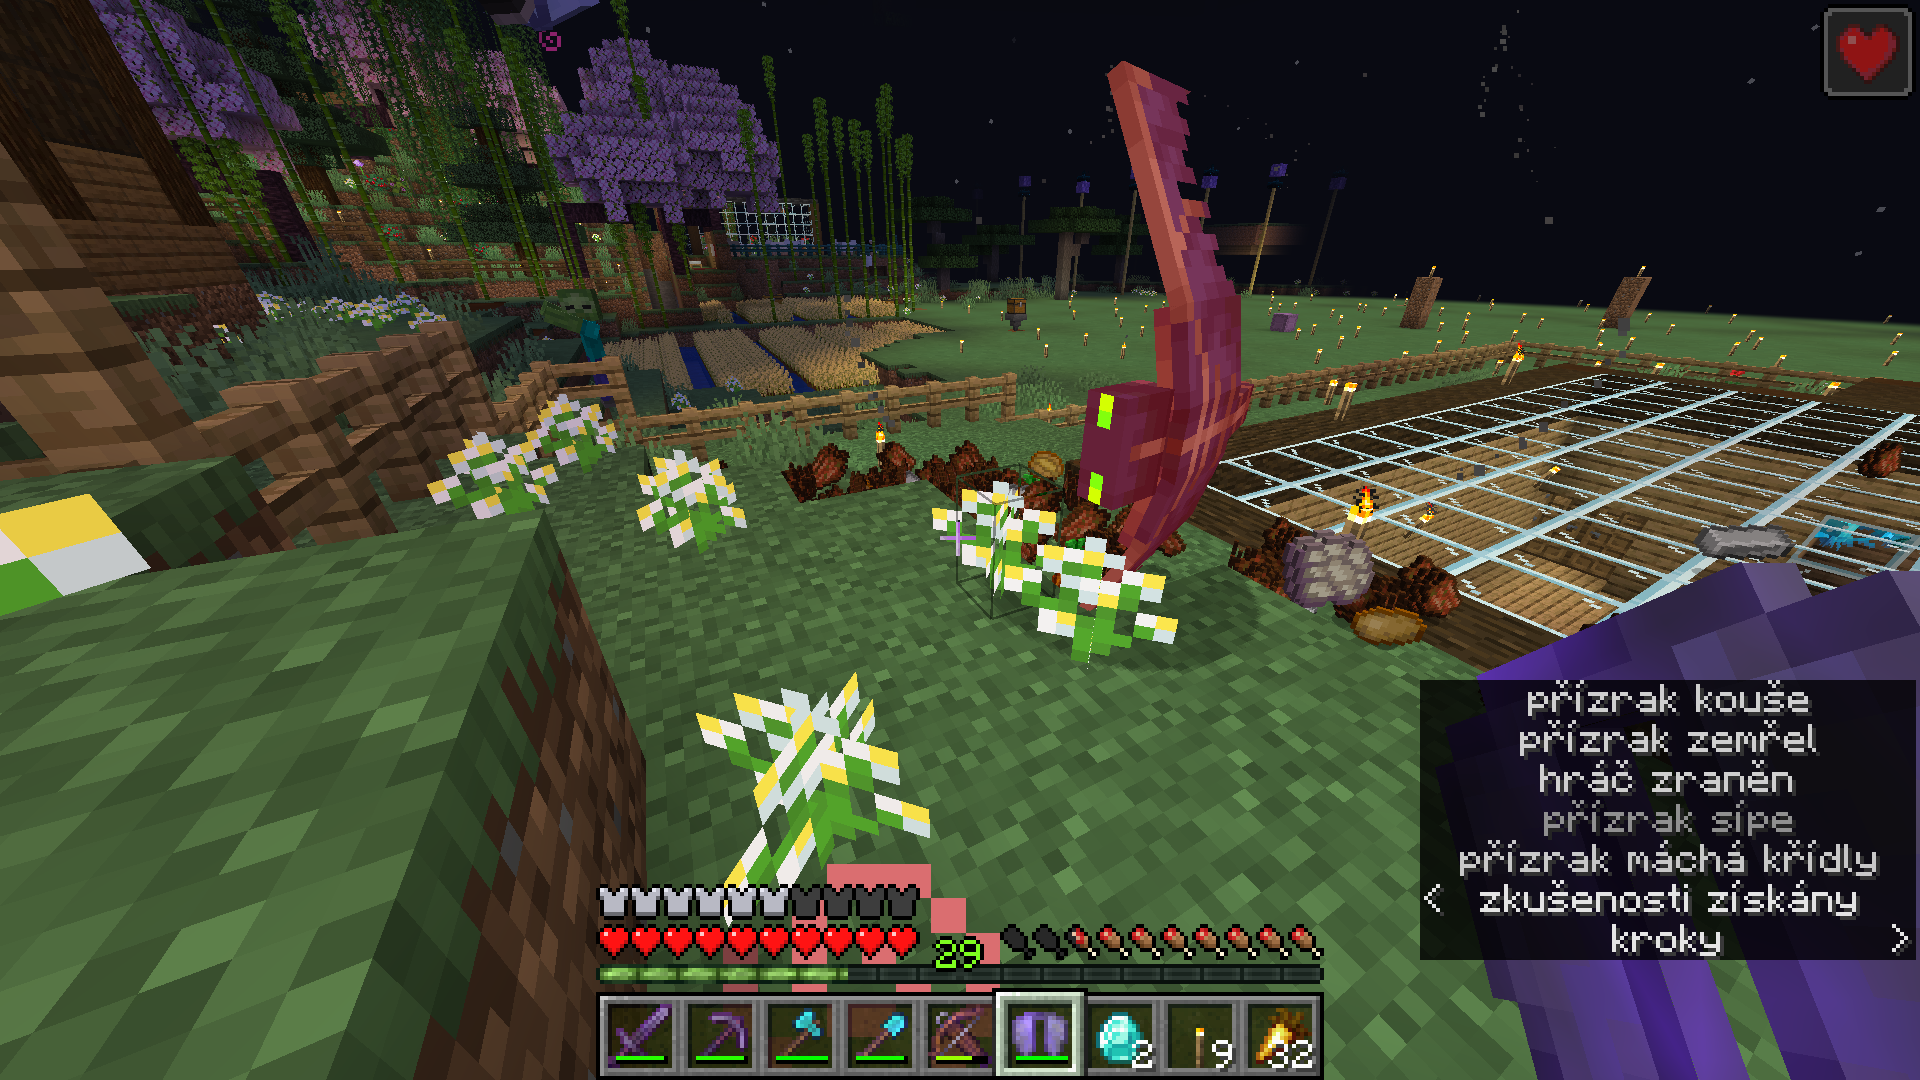 přízrak kouše
přízrak zemřel
hráč zraněn
přízrak sípe
přízrak máchá křídly
< zkušenosti získány
kroky >
29
2
9
32